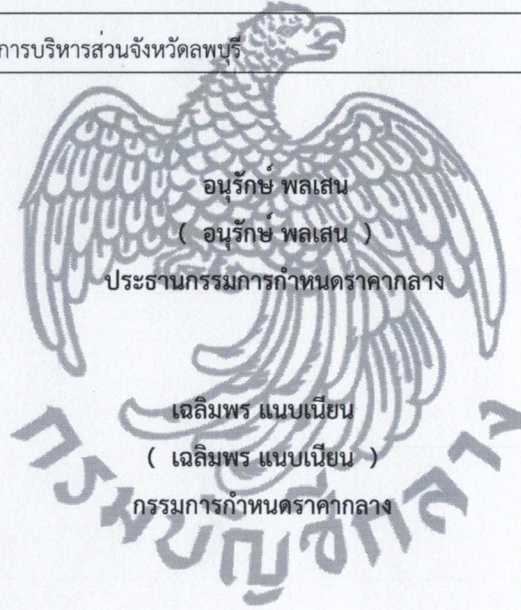 การบริหารส่วนจังหวัดลพบุรี
อนุรักษ์ พลเสน
( อนุรักษ์ พลเสน )
ประธานกรรมการกำหนดราคากลาง
เฉลิมพร แนบเนียน
( เฉลิมพร แนบเนียน )
กรรมการกำหนดราคากลาง
กรมบัญชีกลาง